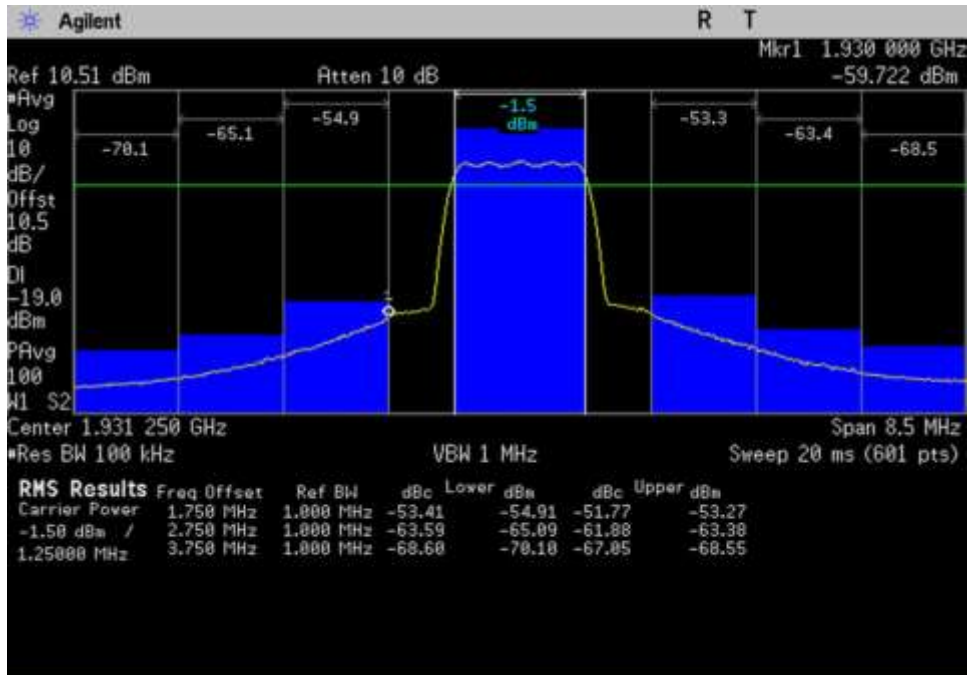 Agilent R T
Mkr1 1.930 000 GHz
Ref 10.51 dBm Atten 10 dB -59.722 dBm
#Avg
Log
10
dB/
Offst
10.5
dB
DI
-19.0
dBm
PAvg
100
W1 S2
-70.1
-65.1
-54.9
-1.5
dBm
-53.3
-63.4
-68.5
1
Center 1.931 250 GHz Span 8.5 MHz
#Res BW 100 kHz VBW 1 MHz Sweep 20 ms (601 pts)
RMS Results Freq Offset Ref BW dBc Lower dBm dBc Upper dBm
Carrier Power 1.750 MHz 1.000 MHz -53.41 -54.91 -51.77 -53.27
-1.50 dBm / 2.750 MHz 1.000 MHz -63.59 -65.09 -61.88 -63.38
1.25000 MHz 3.750 MHz 1.000 MHz -68.60 -70.10 -67.05 -68.55